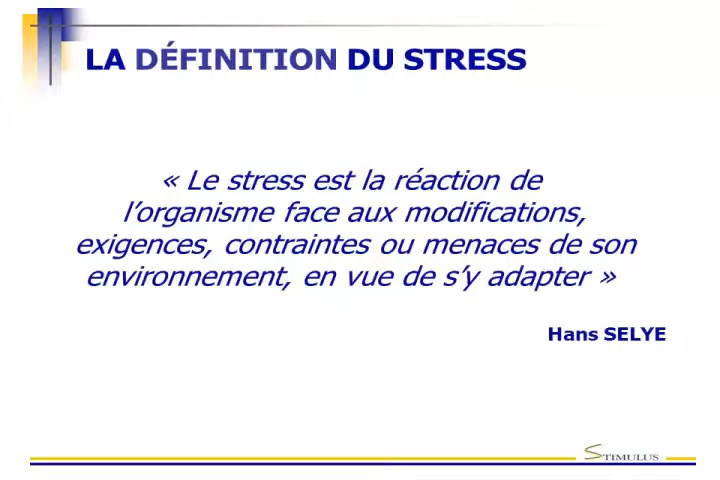 LA DÉFINITION DU STRESS
« Le stress est la réaction de
l’organisme face aux modifications,
exigences, contraintes ou menaces de son
environnement, en vue de s’y adapter »
Hans SELYE
STIMULUS